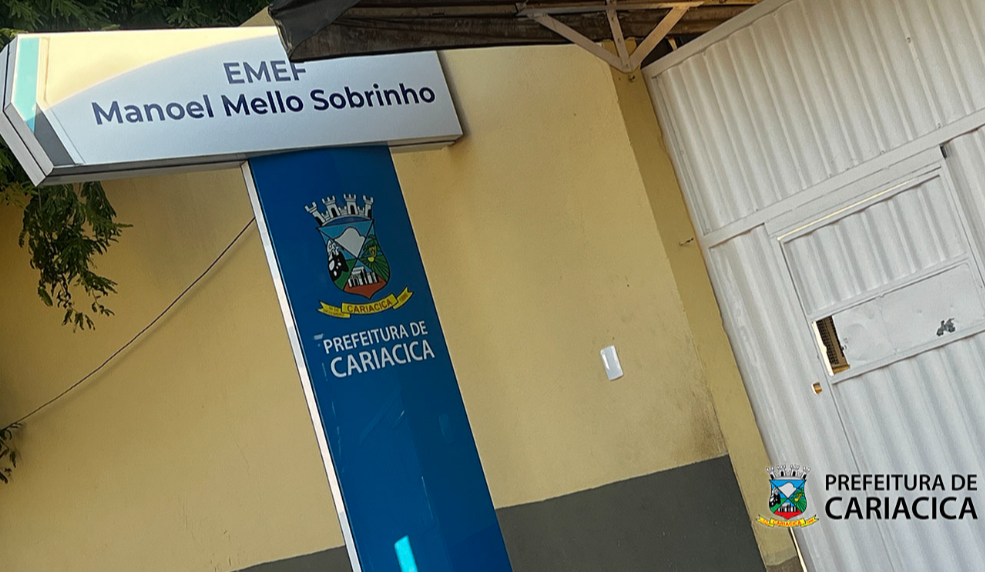 EMEF
Manoel Mello Sobrinho
CARIACICA
PREFEITURA DE
CARIACICA
PREFEITURA DE
CARIACICA